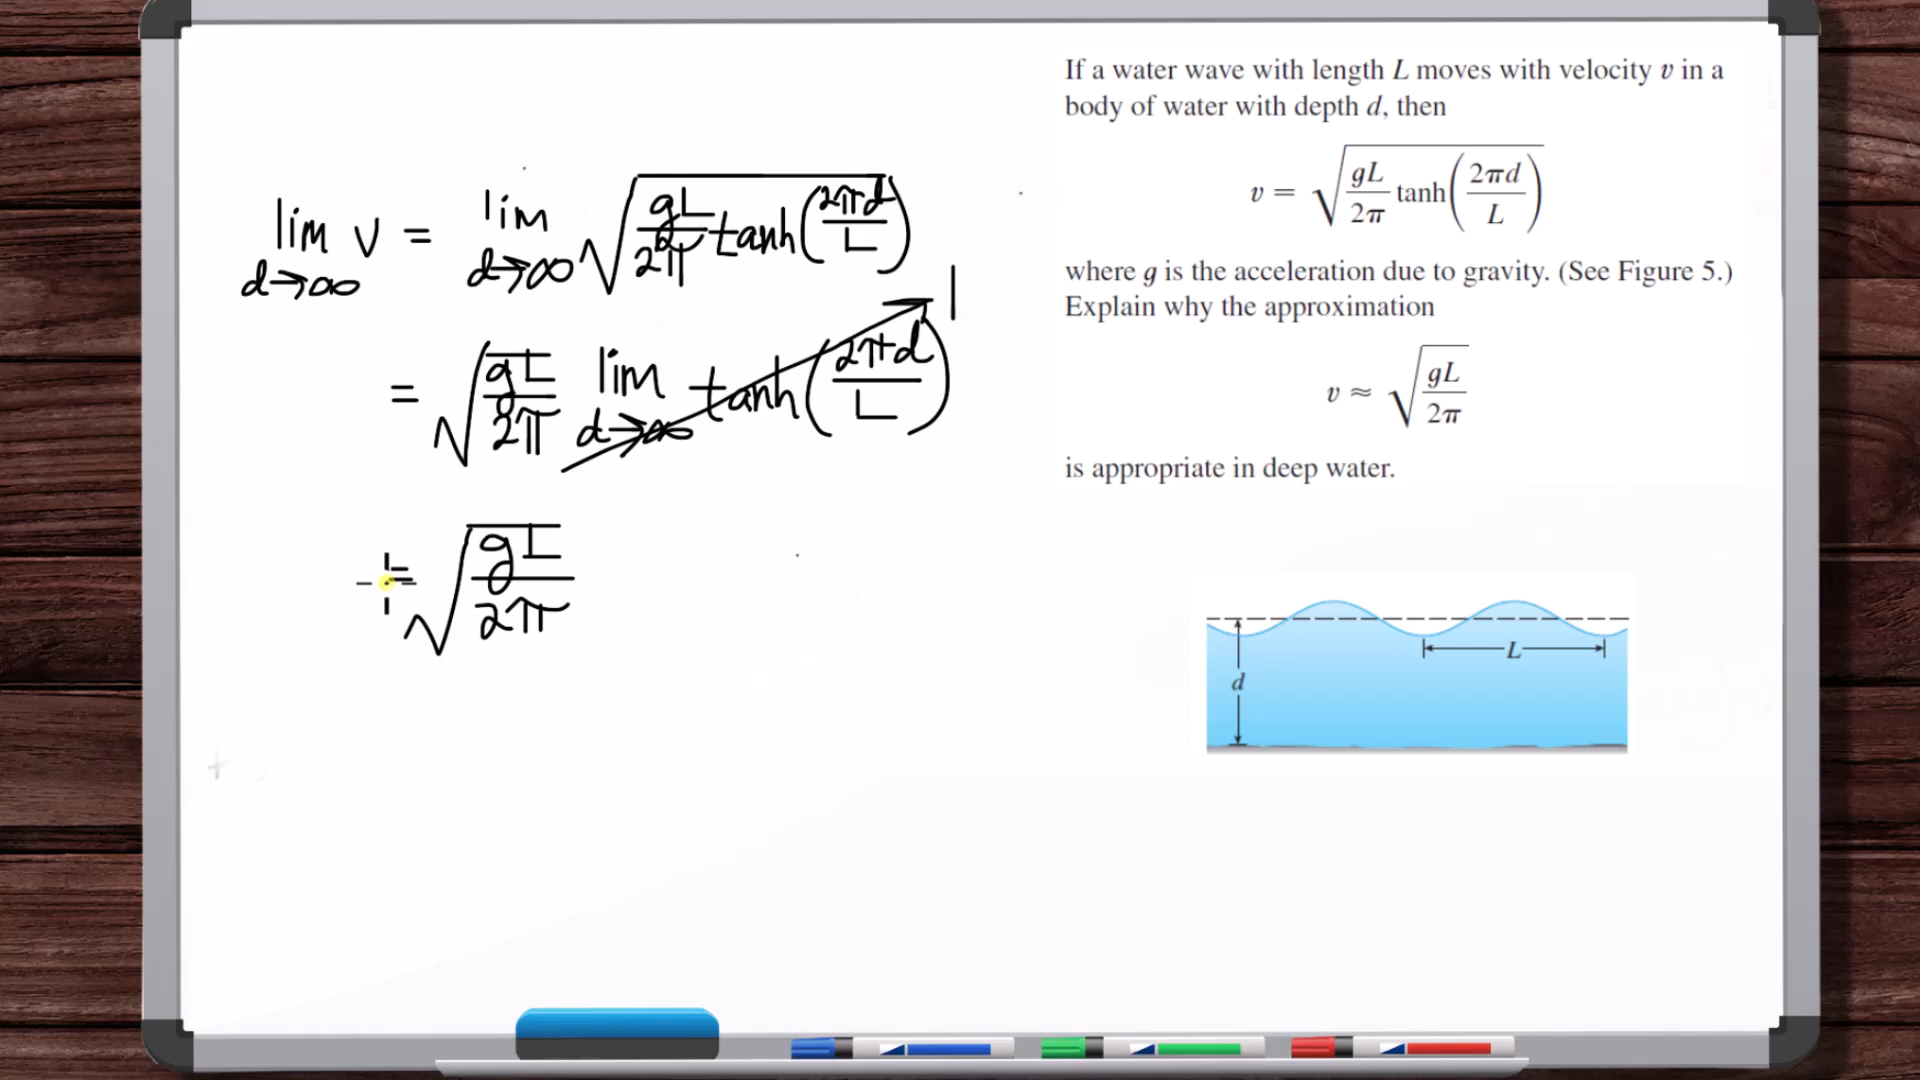 lim d→∞ v = lim d→∞ √(gL/2π tanh(2πd/L))
= √(gL/2π) lim d→∞ tanh(2πd/L) 1
= √(gL/2π)
If a water wave with length L moves with velocity v in a
body of water with depth d, then
v = √(gL/2π tanh(2πd/L))
where g is the acceleration due to gravity. (See Figure 5.)
Explain why the approximation
v ≈ √(gL/2π)
is appropriate in deep water.
L
d